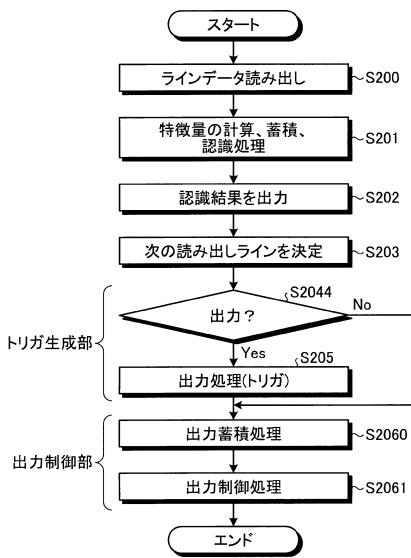 スタート
ラインデータ読み出し
S200
特徴量の計算、蓄積、
認識処理
S201
認識結果を出力
S202
次の読み出しラインを決定
S203
S2044
出力？
No
Yes
トリガ生成部
S205
出力処理(トリガ)
出力蓄積処理
S2060
出力制御部
出力制御処理
S2061
エンド